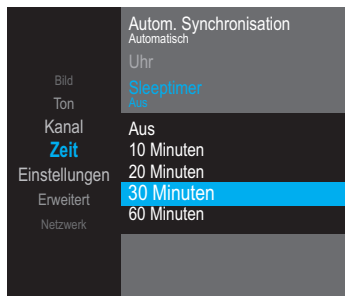 Bild
Ton
Kanal
Zeit
Einstellungen
Erweitert
Netzwerk
Autom. Synchronisation
Automatisch
Uhr
Sleeptimer
Aus
Aus
10 Minuten
20 Minuten
30 Minuten
60 Minuten